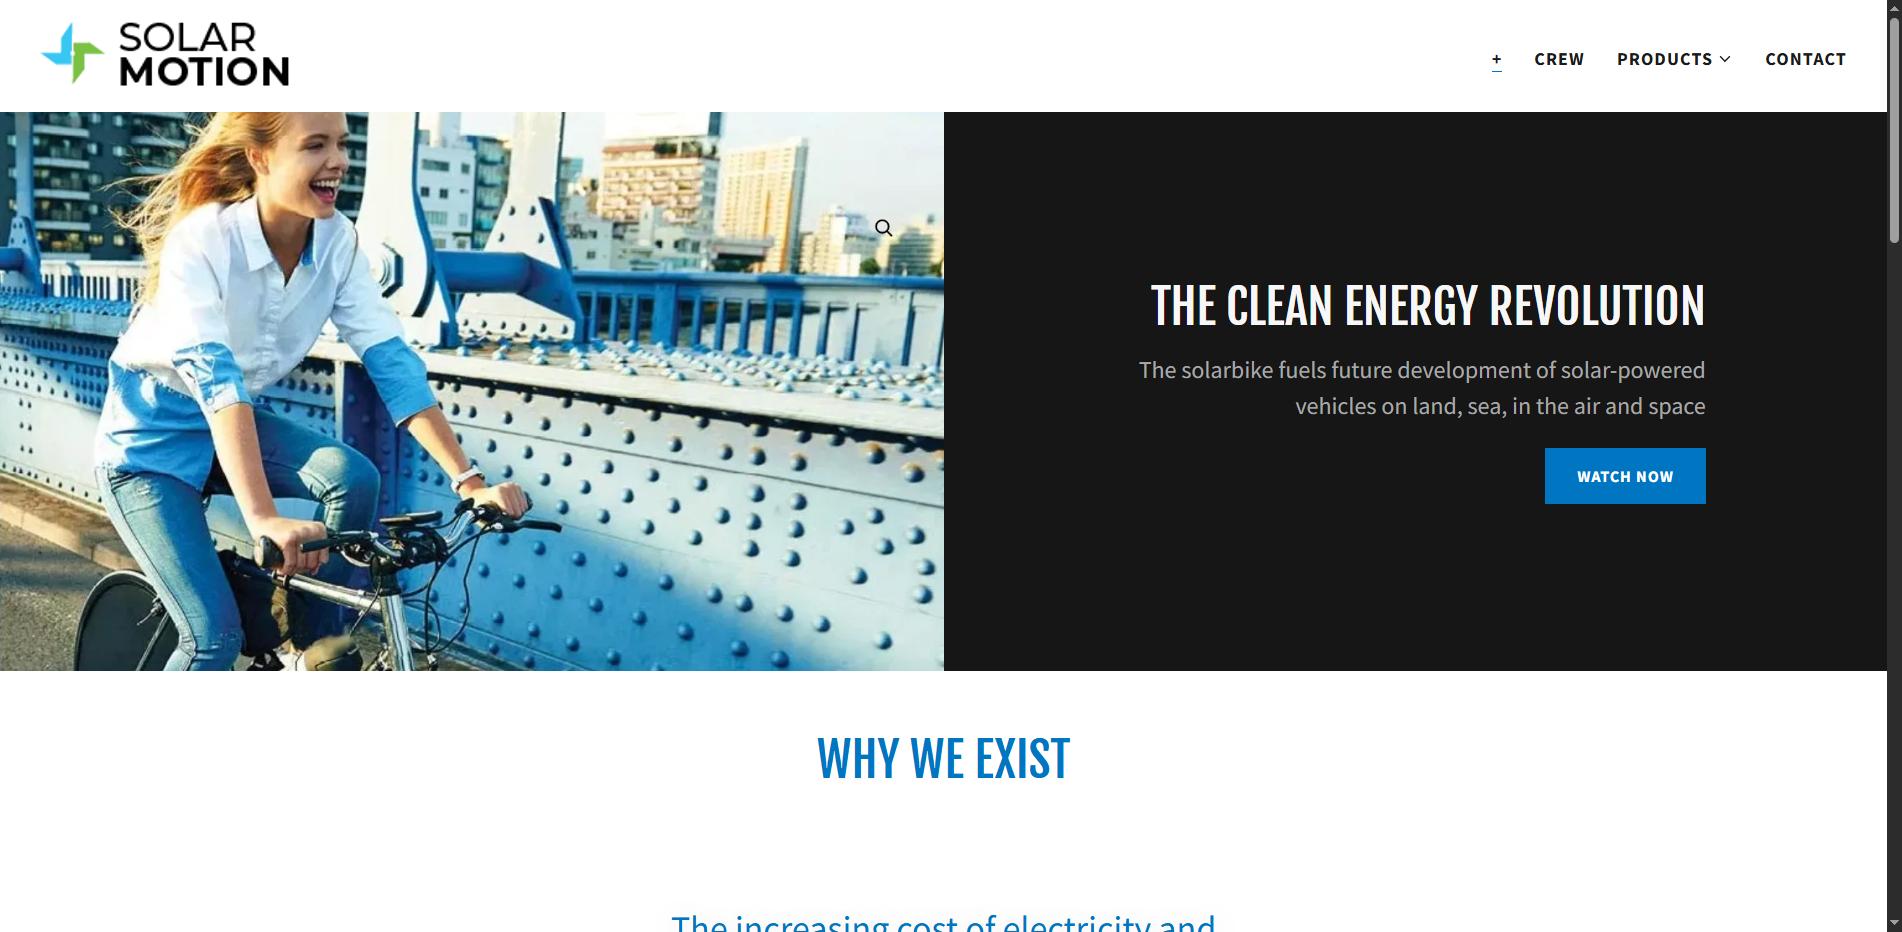 SOLAR
MOTION
+
CREW
PRODUCTS
CONTACT
THE CLEAN ENERGY REVOLUTION
The solarbike fuels future development of solar-powered
vehicles on land, sea, in the air and space
WATCH NOW
WHY WE EXIST
The increasing cost of electricity and